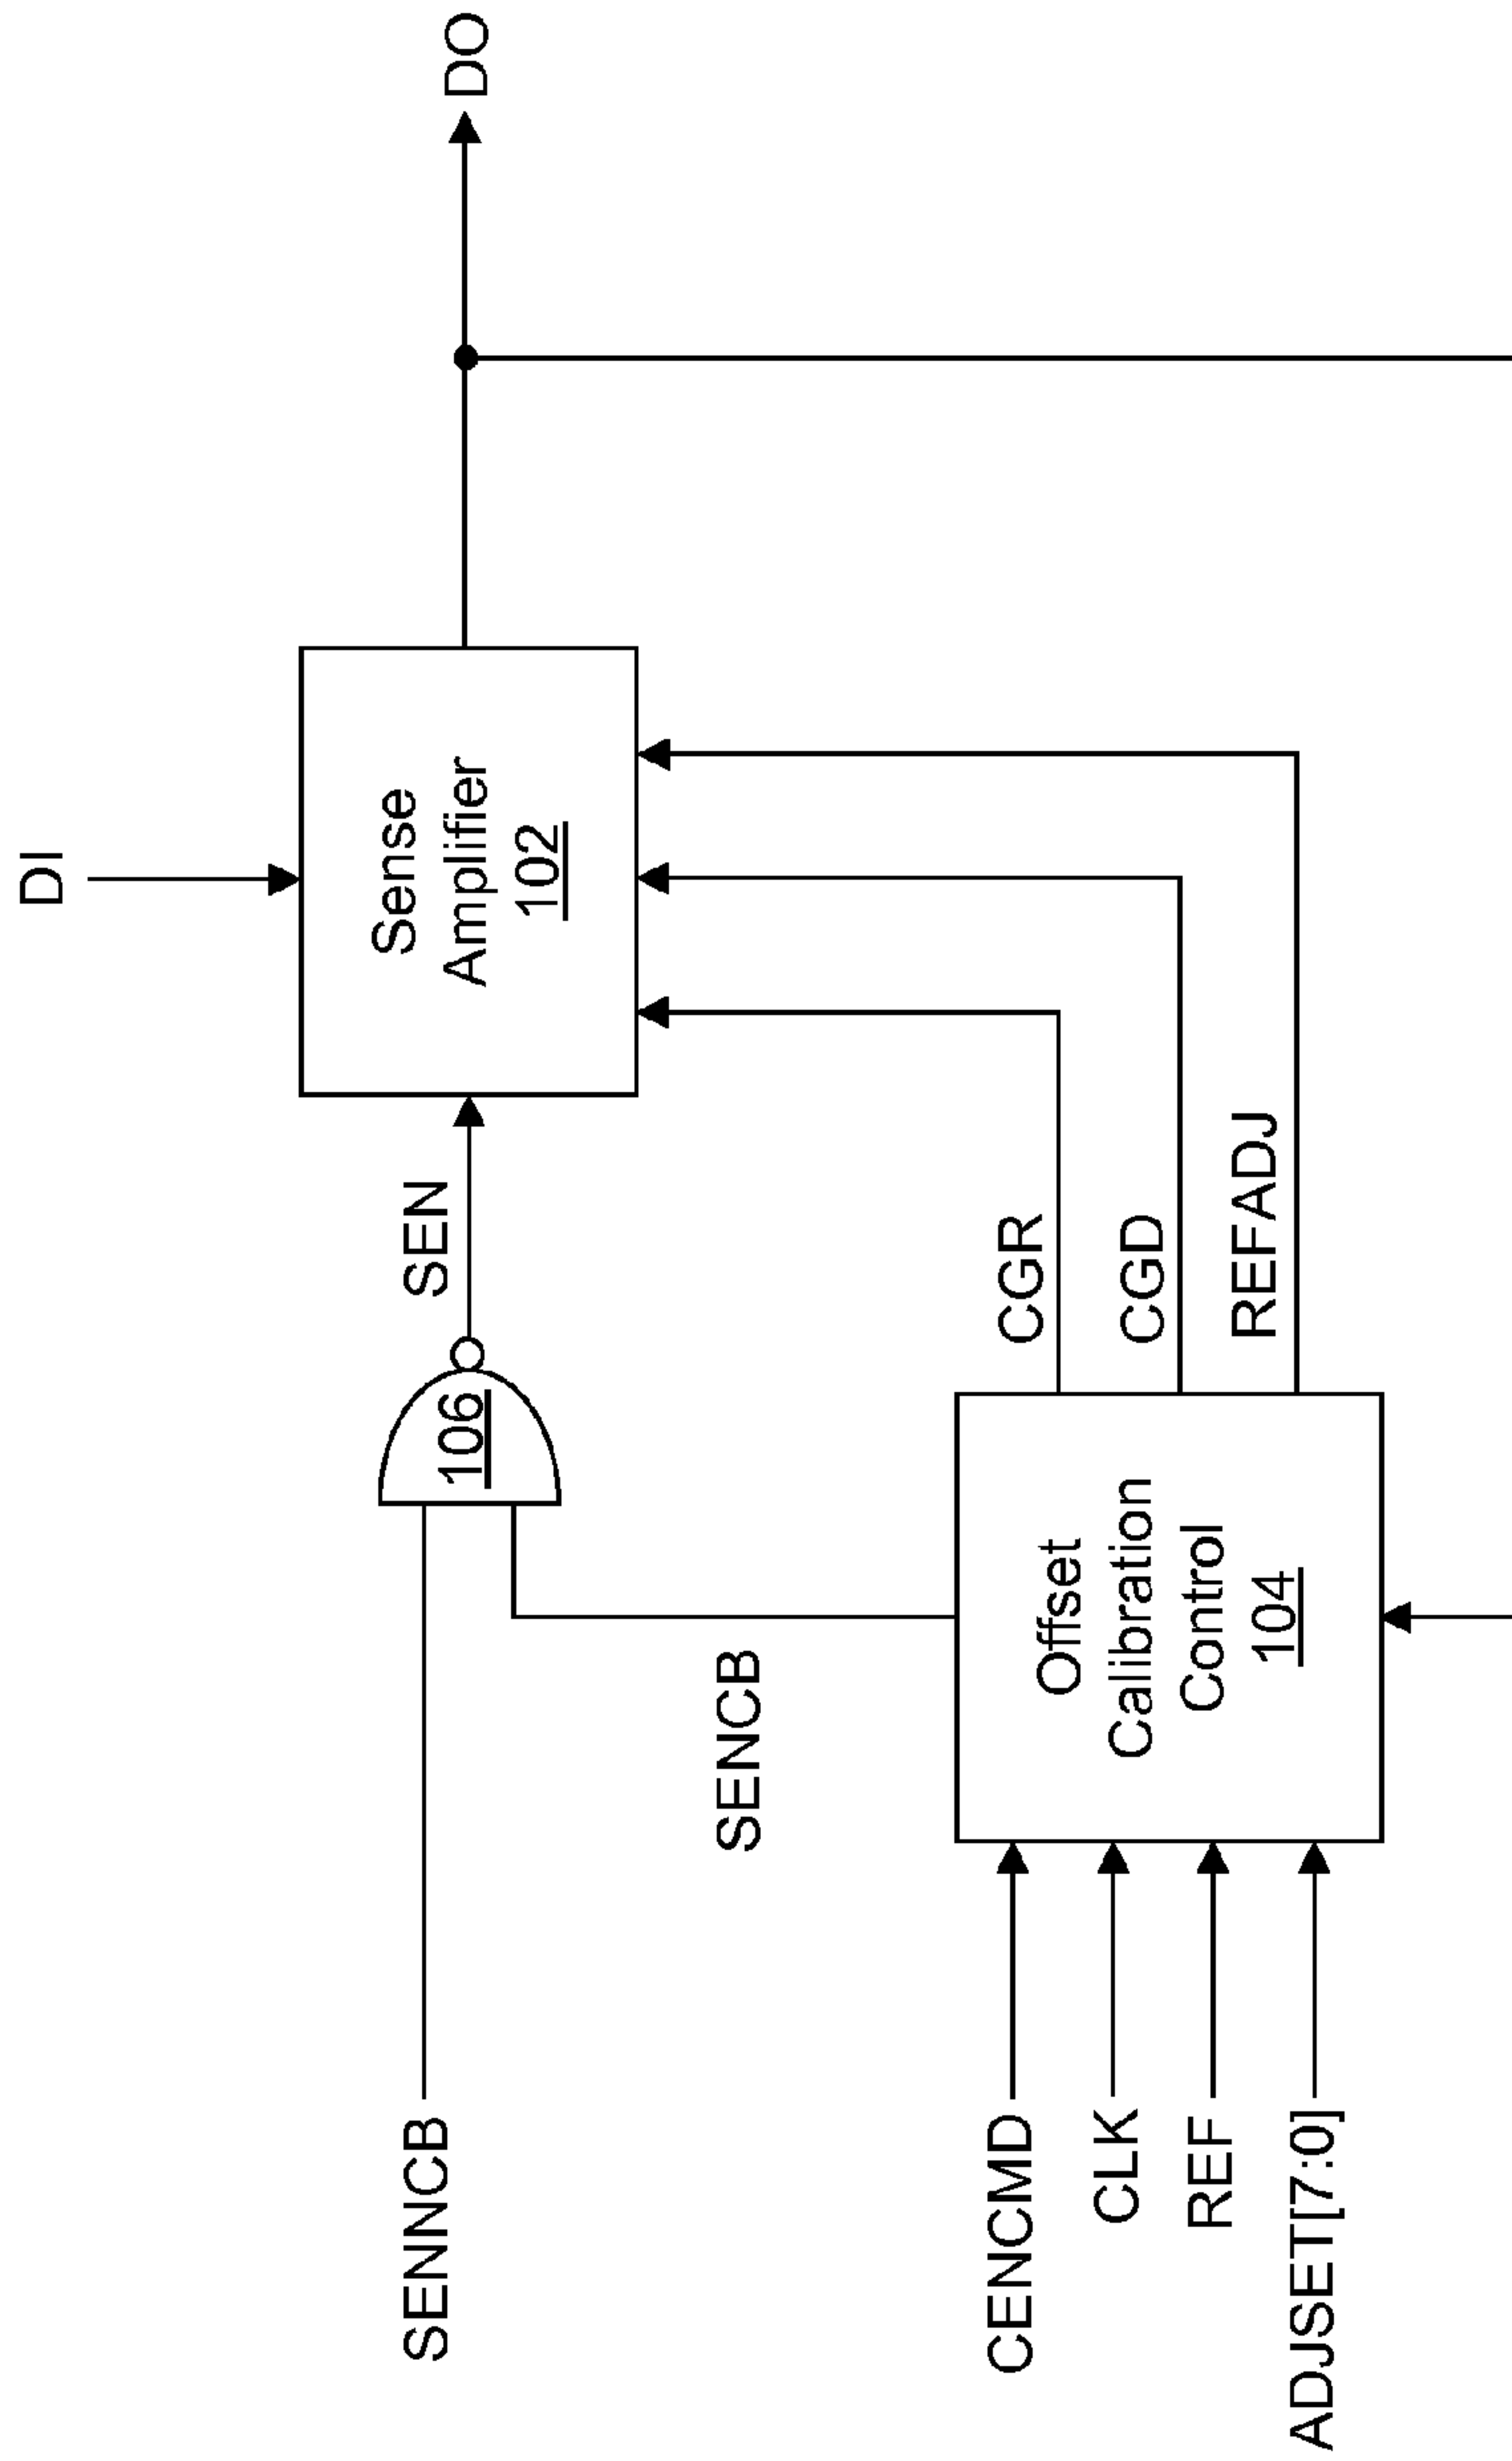 DI
SENNCB
106
SEN
Sense
Amplifier
102
DO
SENCB
CENCMD
CLK
REF
ADJSET[7:0]
Offset
Calibration
Control
104
CGR
CGD
REFADJ